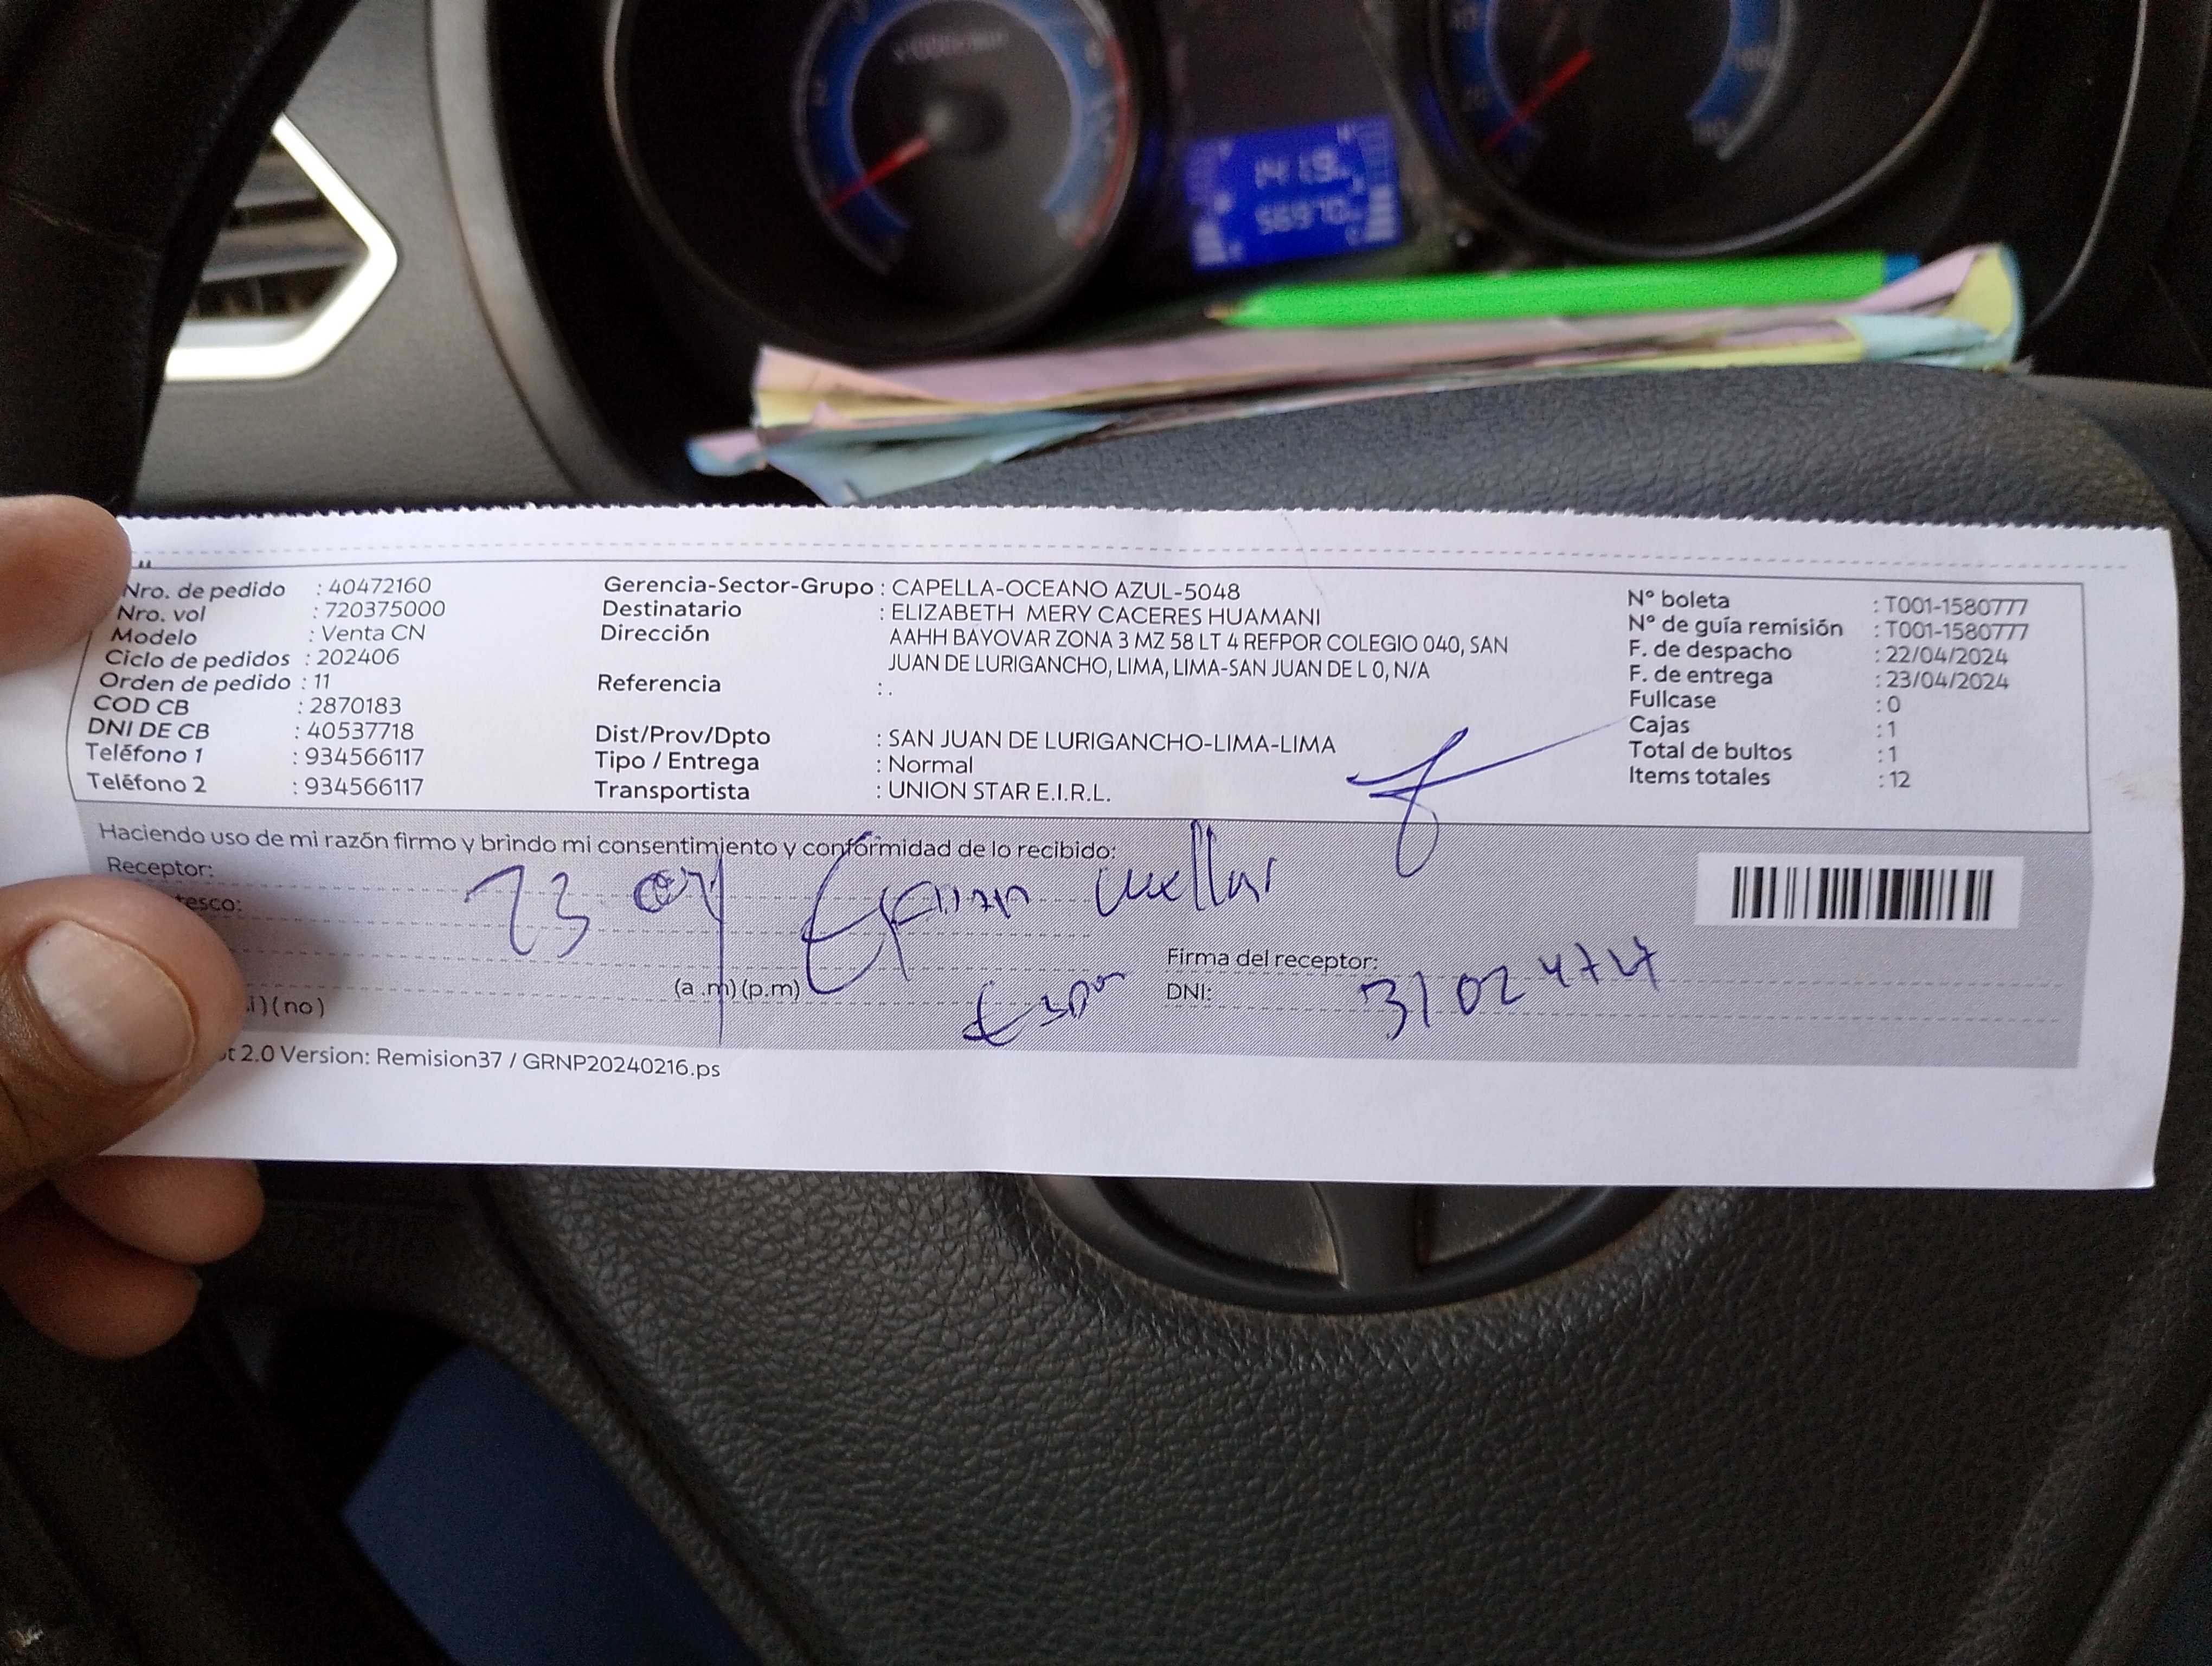 14:19
56970
Nro. de pedido : 40472160
Nro. vol : 720375000
Modelo : Venta CN
Ciclo de pedidos : 202406
Orden de pedido : 11
COD CB : 2870183
DNI DE CB : 40537718
Teléfono 1 : 934566117
Teléfono 2 : 934566117
Gerencia-Sector-Grupo : CAPELLA-OCEANO AZUL-5048
Destinatario : ELIZABETH MERY CACERES HUAMANI
Dirección : AAHH BAYOVAR ZONA 3 MZ 58 LT 4 REFPOR COLEGIO 040, SAN
JUAN DE LURIGANCHO, LIMA, LIMA-SAN JUAN DE L 0, N/A
Referencia : .
Dist/Prov/Dpto : SAN JUAN DE LURIGANCHO-LIMA-LIMA
Tipo / Entrega : Normal
Transportista : UNION STAR E.I.R.L.
N° boleta : T001-1580777
N° de guía remisión : T001-1580777
F. de despacho : 22/04/2024
F. de entrega : 23/04/2024
Fullcase : 0
Cajas : 1
Total de bultos : 1
Items totales : 12
Haciendo uso de mi razón firmo y brindo mi consentimiento y conformidad de lo recibido:
Receptor:
tesco:
23 04 Cuellar
Firma del receptor:
(a .m) (p.m) DNI: 31024747
i) (no)
t 2.0 Version: Remision37 / GRNP20240216.ps